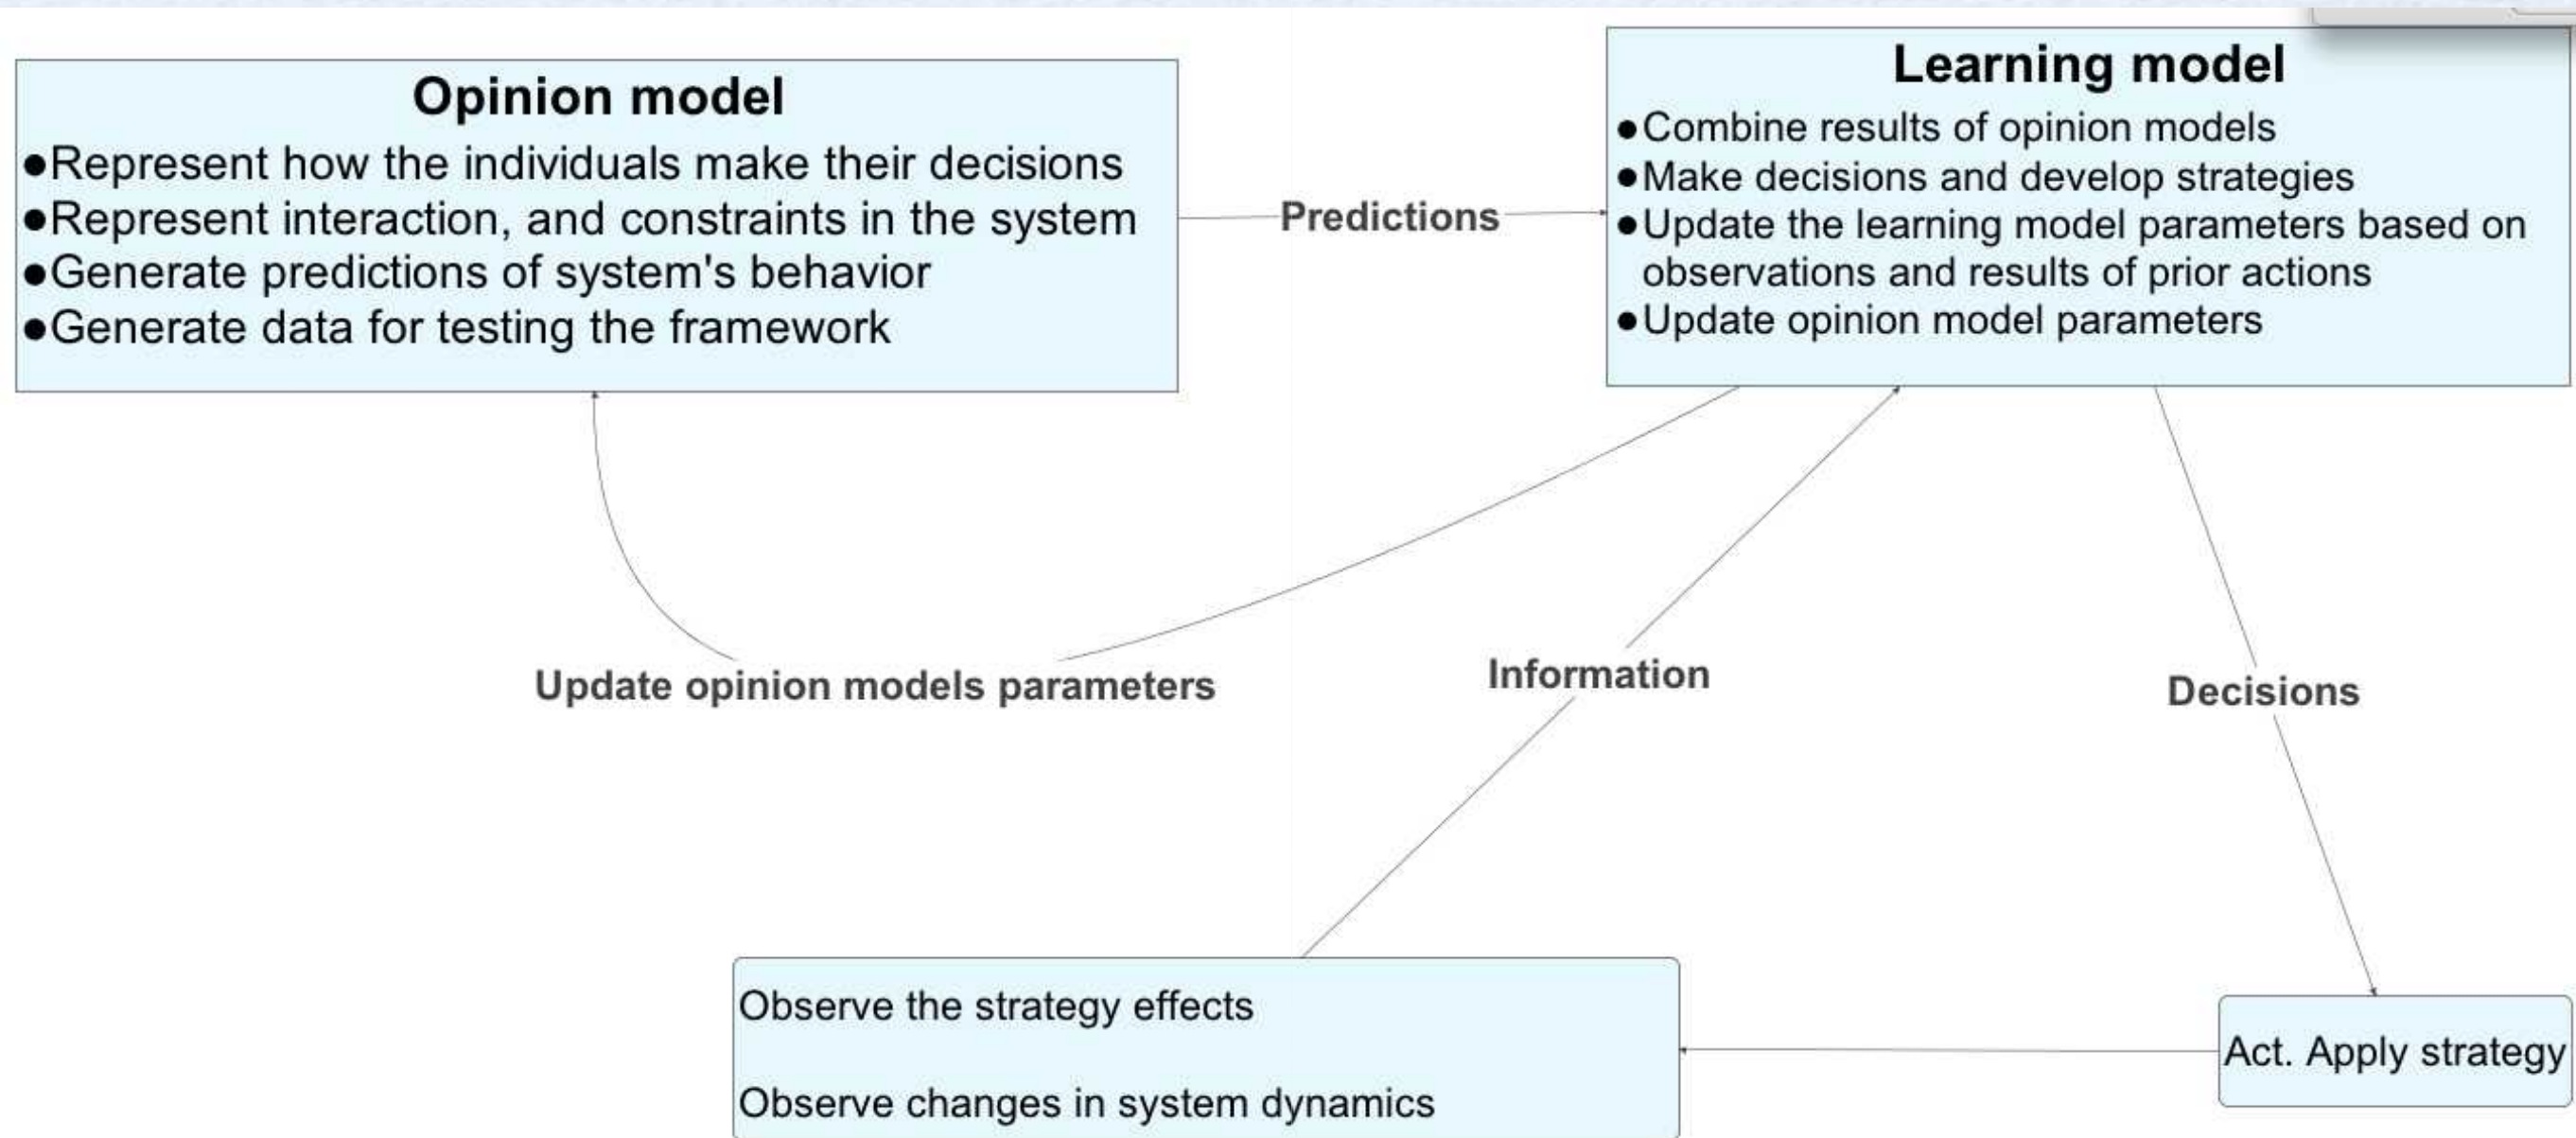 Opinion model
●Represent how the individuals make their decisions
●Represent interaction, and constraints in the system
●Generate predictions of system's behavior
●Generate data for testing the framework
Predictions
Learning model
●Combine results of opinion models
●Make decisions and develop strategies
●Update the learning model parameters based on
observations and results of prior actions
●Update opinion model parameters
Update opinion models parameters
Information
Decisions
Observe the strategy effects
Observe changes in system dynamics
Act. Apply strategy